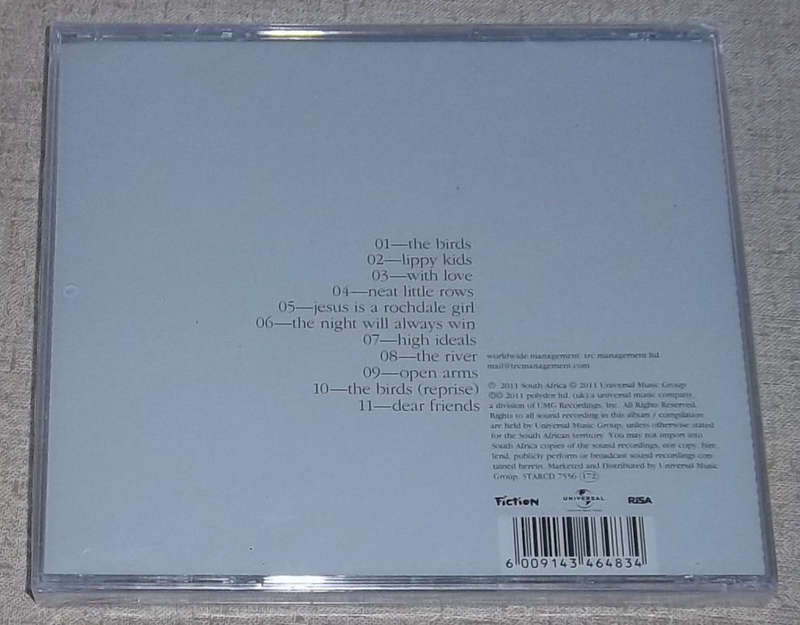 01—the birds
02—lippy kids
03—with love
04—neat little rows
05—jesus is a rochdale girl
06—the night will always win
07—high ideals
08—the river
09—open arms
10—the birds (reprise)
11—dear friends
worldwide management: trc management ltd
mail@trcmanagement.com
℗ 2011 South Africa © 2011 Universal Music Group
℗© 2011 polydor ltd. (uk) a universal music company,
a division of UMG Recordings, Inc. All Rights Reserved.
Rights to all sound recording in this album / compilation
are held by Universal Music Group, unless otherwise stated
for the South African territory. You may not import into
South Africa copies of the sound recordings, nor copy, hire,
lend, publicly perform or broadcast sound recordings con-
tained herein. Marketed and Distributed by Universal Music
Group. STARCD 7556 172
Fiction UNIVERSAL RiSA
6 009143 464834